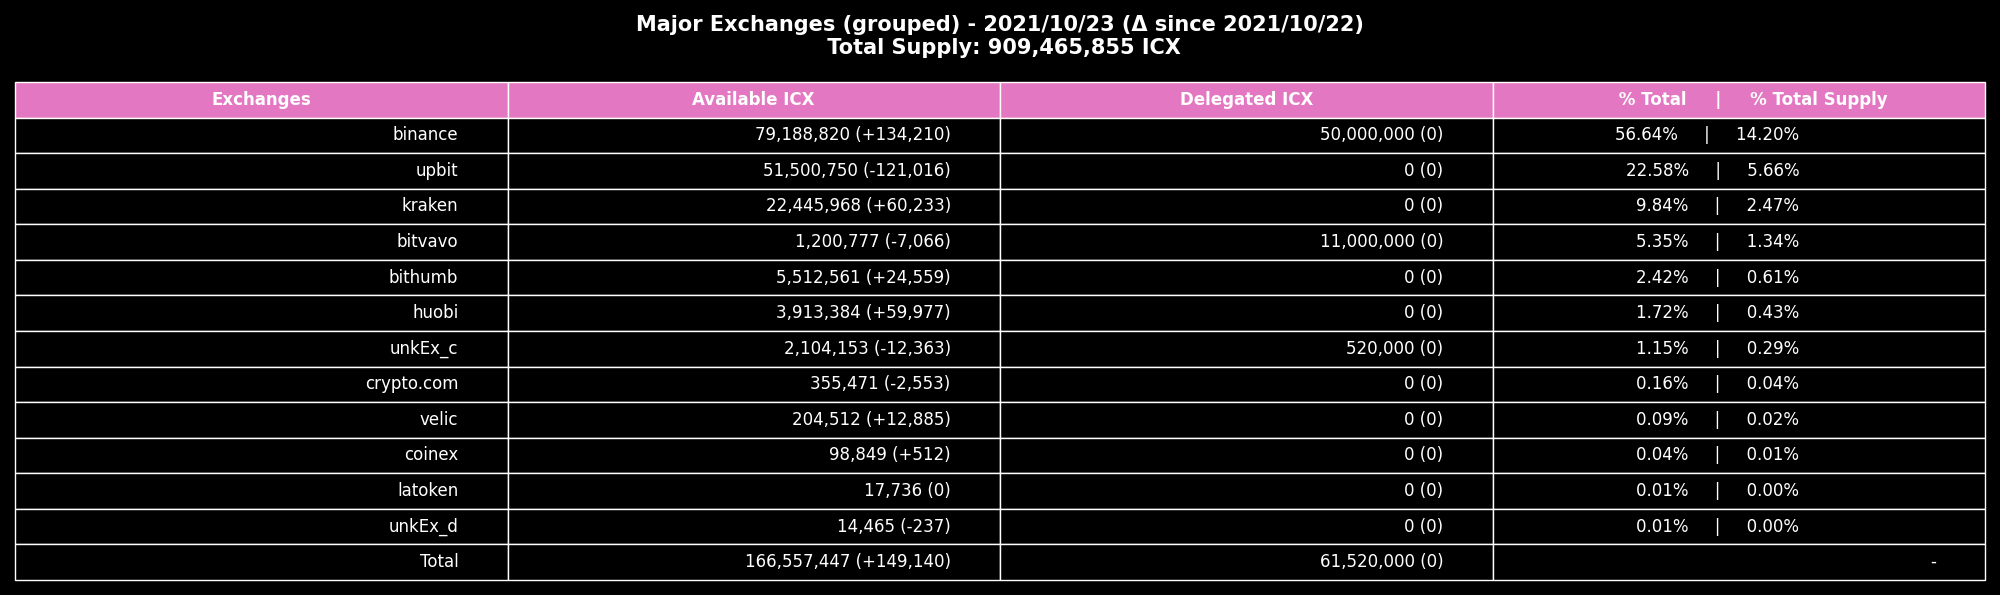 Major Exchanges (grouped) - 2021/10/23 (Δ since 2021/10/22)
Total Supply: 909,465,855 ICX
Exchanges Available ICX Delegated ICX % Total | % Total Supply
binance 79,188,820 (+134,210) 50,000,000 (0) 56.64% | 14.20%
upbit 51,500,750 (-121,016) 0 (0) 22.58% | 5.66%
kraken 22,445,968 (+60,233) 0 (0) 9.84% | 2.47%
bitvavo 1,200,777 (-7,066) 11,000,000 (0) 5.35% | 1.34%
bithumb 5,512,561 (+24,559) 0 (0) 2.42% | 0.61%
huobi 3,913,384 (+59,977) 0 (0) 1.72% | 0.43%
unkEx_c 2,104,153 (-12,363) 520,000 (0) 1.15% | 0.29%
crypto.com 355,471 (-2,553) 0 (0) 0.16% | 0.04%
velic 204,512 (+12,885) 0 (0) 0.09% | 0.02%
coinex 98,849 (+512) 0 (0) 0.04% | 0.01%
latoken 17,736 (0) 0 (0) 0.01% | 0.00%
unkEx_d 14,465 (-237) 0 (0) 0.01% | 0.00%
Total 166,557,447 (+149,140) 61,520,000 (0) -